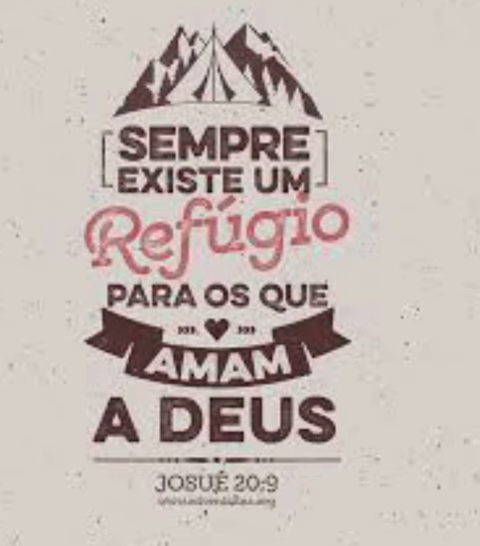 SEMPRE
EXISTE UM
Refúgio
PARA OS QUE
AMAM
A DEUS
JOSUÉ 20:9